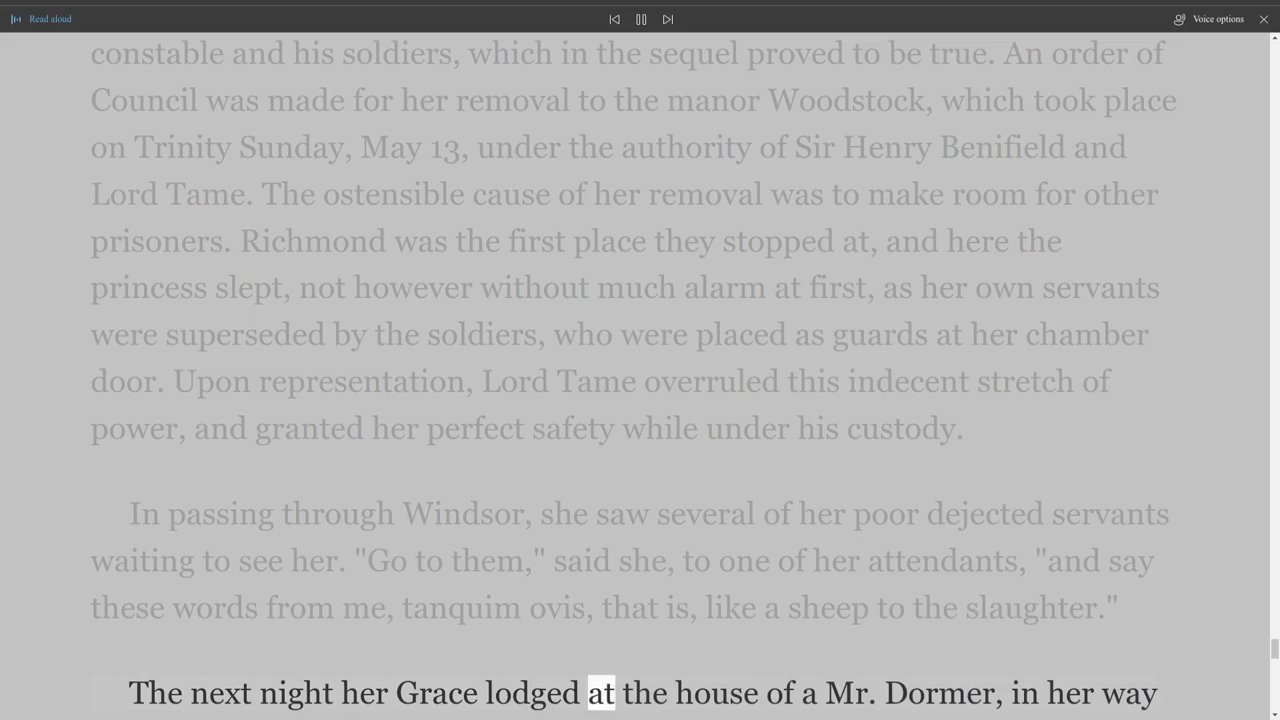 Read aloud
Voice options
constable and his soldiers, which in the sequel proved to be true. An order of
Council was made for her removal to the manor Woodstock, which took place
on Trinity Sunday, May 13, under the authority of Sir Henry Benifield and
Lord Tame. The ostensible cause of her removal was to make room for other
prisoners. Richmond was the first place they stopped at, and here the
princess slept, not however without much alarm at first, as her own servants
were superseded by the soldiers, who were placed as guards at her chamber
door. Upon representation, Lord Tame overruled this indecent stretch of
power, and granted her perfect safety while under his custody.
In passing through Windsor, she saw several of her poor dejected servants
waiting to see her. "Go to them," said she, to one of her attendants, "and say
these words from me, tanquim ovis, that is, like a sheep to the slaughter."
The next night her Grace lodged at the house of a Mr. Dormer, in her way